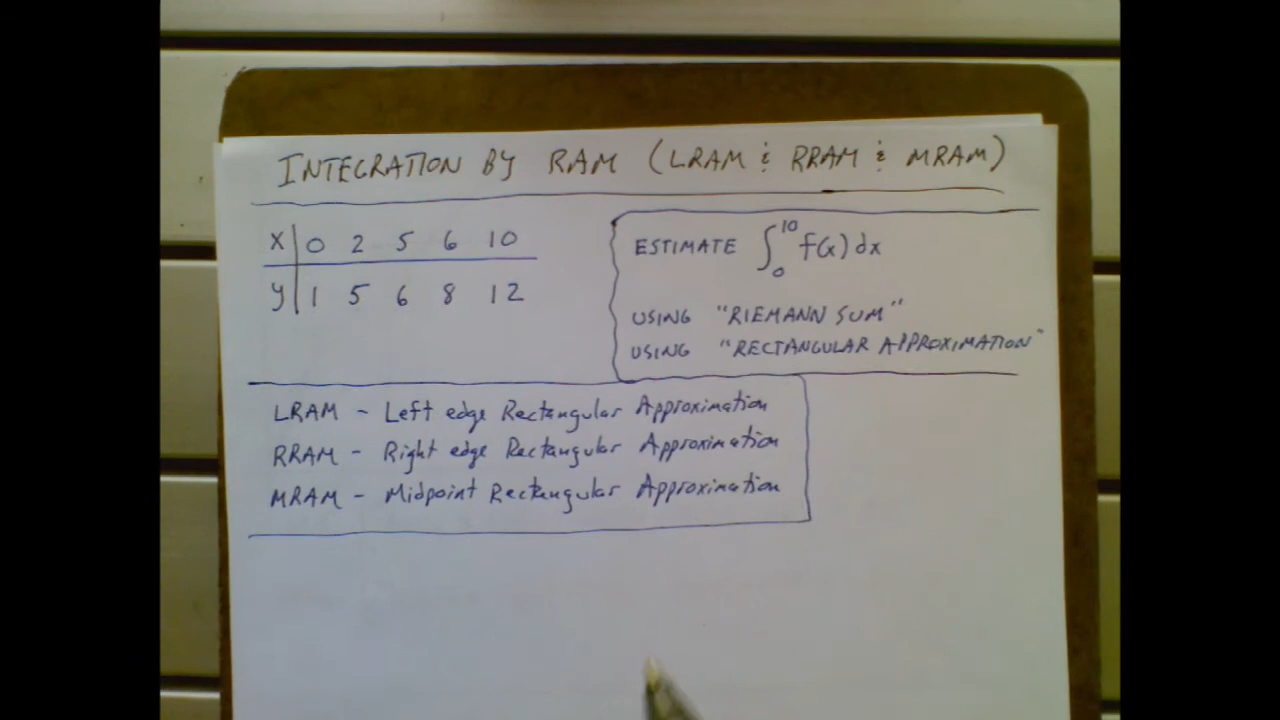 INTEGRATION BY RAM (LRAM & RRAM & MRAM)
X | 0 2 5 6 10
y | 1 5 6 8 12
ESTIMATE ∫₀¹⁰ f(x) dx
USING "RIEMANN SUM"
USING "RECTANGULAR APPROXIMATION"
LRAM - Left edge Rectangular Approximation
RRAM - Right edge Rectangular Approximation
MRAM - Midpoint Rectangular Approximation